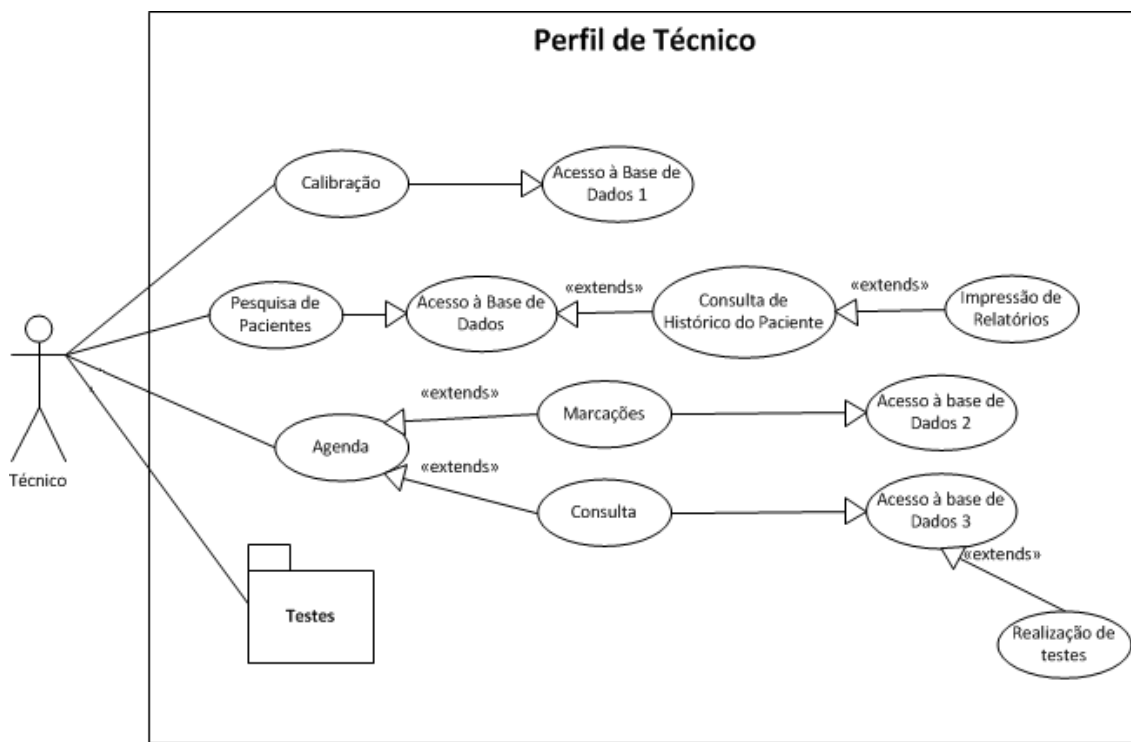 Perfil de Técnico
Calibração
Acesso à Base de
Dados 1
Pesquisa de
Pacientes
Acesso à Base de
Dados
«extends»
Consulta de
Histórico do Paciente
«extends»
Impressão de
Relatórios
Técnico
Agenda
«extends»
Marcações
Acesso à base de
Dados 2
«extends»
Consulta
Acesso à base de
Dados 3
«extends»
Realização de
testes
Testes